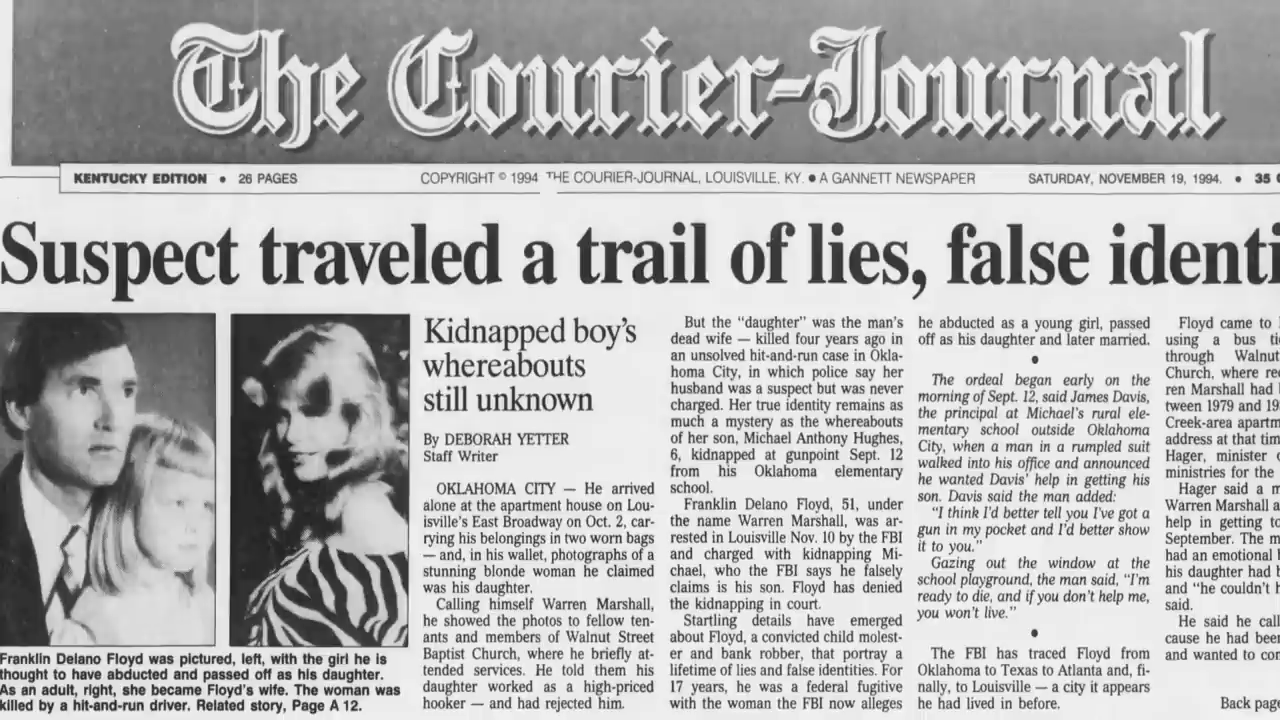 The Courier-Journal
KENTUCKY EDITION • 26 PAGES
COPYRIGHT © 1994 THE COURIER-JOURNAL, LOUISVILLE, KY. • A GANNETT NEWSPAPER
SATURDAY, NOVEMBER 19, 1994. • 35
Suspect traveled a trail of lies, false identi
Franklin Delano Floyd was pictured, left, with the girl he is
thought to have abducted and passed off as his daughter.
As an adult, right, she became Floyd's wife. The woman was
killed by a hit-and-run driver. Related story, Page A 12.
Kidnapped boy's
whereabouts
still unknown
By DEBORAH YETTER
Staff Writer
OKLAHOMA CITY — He arrived
alone at the apartment house on Lou-
isville's East Broadway on Oct. 2, car-
rying his belongings in two worn bags
— and, in his wallet, photographs of a
stunning blonde woman he claimed
was his daughter.
Calling himself Warren Marshall,
he showed the photos to fellow ten-
ants and members of Walnut Street
Baptist Church, where he briefly at-
tended services. He told them his
daughter worked as a high-priced
hooker — and had rejected him.
But the "daughter" was the man's
dead wife — killed four years ago in
an unsolved hit-and-run case in Okla-
homa City, in which police say her
husband was a suspect but was never
charged. Her true identity remains as
much a mystery as the whereabouts
of her son, Michael Anthony Hughes,
6, kidnapped at gunpoint Sept. 12
from his Oklahoma elementary
school.
Franklin Delano Floyd, 51, under
the name Warren Marshall, was ar-
rested in Louisville Nov. 10 by the FBI
and charged with kidnapping Mi-
chael, who the FBI says he falsely
claims is his son. Floyd has denied
the kidnapping in court.
Startling details have emerged
about Floyd, a convicted child molest-
er and bank robber, that portray a
lifetime of lies and false identities. For
17 years, he was a federal fugitive
with the woman the FBI now alleges
he abducted as a young girl, passed
off as his daughter and later married.
•
The ordeal began early on the
morning of Sept. 12, said James Davis,
the principal at Michael's rural ele-
mentary school outside Oklahoma
City, when a man in a rumpled suit
walked into his office and announced
he wanted Davis' help in getting his
son. Davis said the man added:
"I think I'd better tell you I've got a
gun in my pocket and I'd better show
it to you."
Gazing out the window at the
school playground, the man said, "I'm
ready to die, and if you don't help me,
you won't live."
•
The FBI has traced Floyd from
Oklahoma to Texas to Atlanta and, fi-
nally, to Louisville — a city it appears
he had lived in before.
Floyd came to
using a bus tic
through Walnut
Church, where rec
ren Marshall had
tween 1979 and 19
Creek-area apartm
address at that tim
Hager, minister o
ministries for the
Hager said a m
Warren Marshall a
help in getting to
September. The m
had an emotional
his daughter had b
and "he couldn't h
said.
He said he call
cause he had been
and wanted to con
Back page